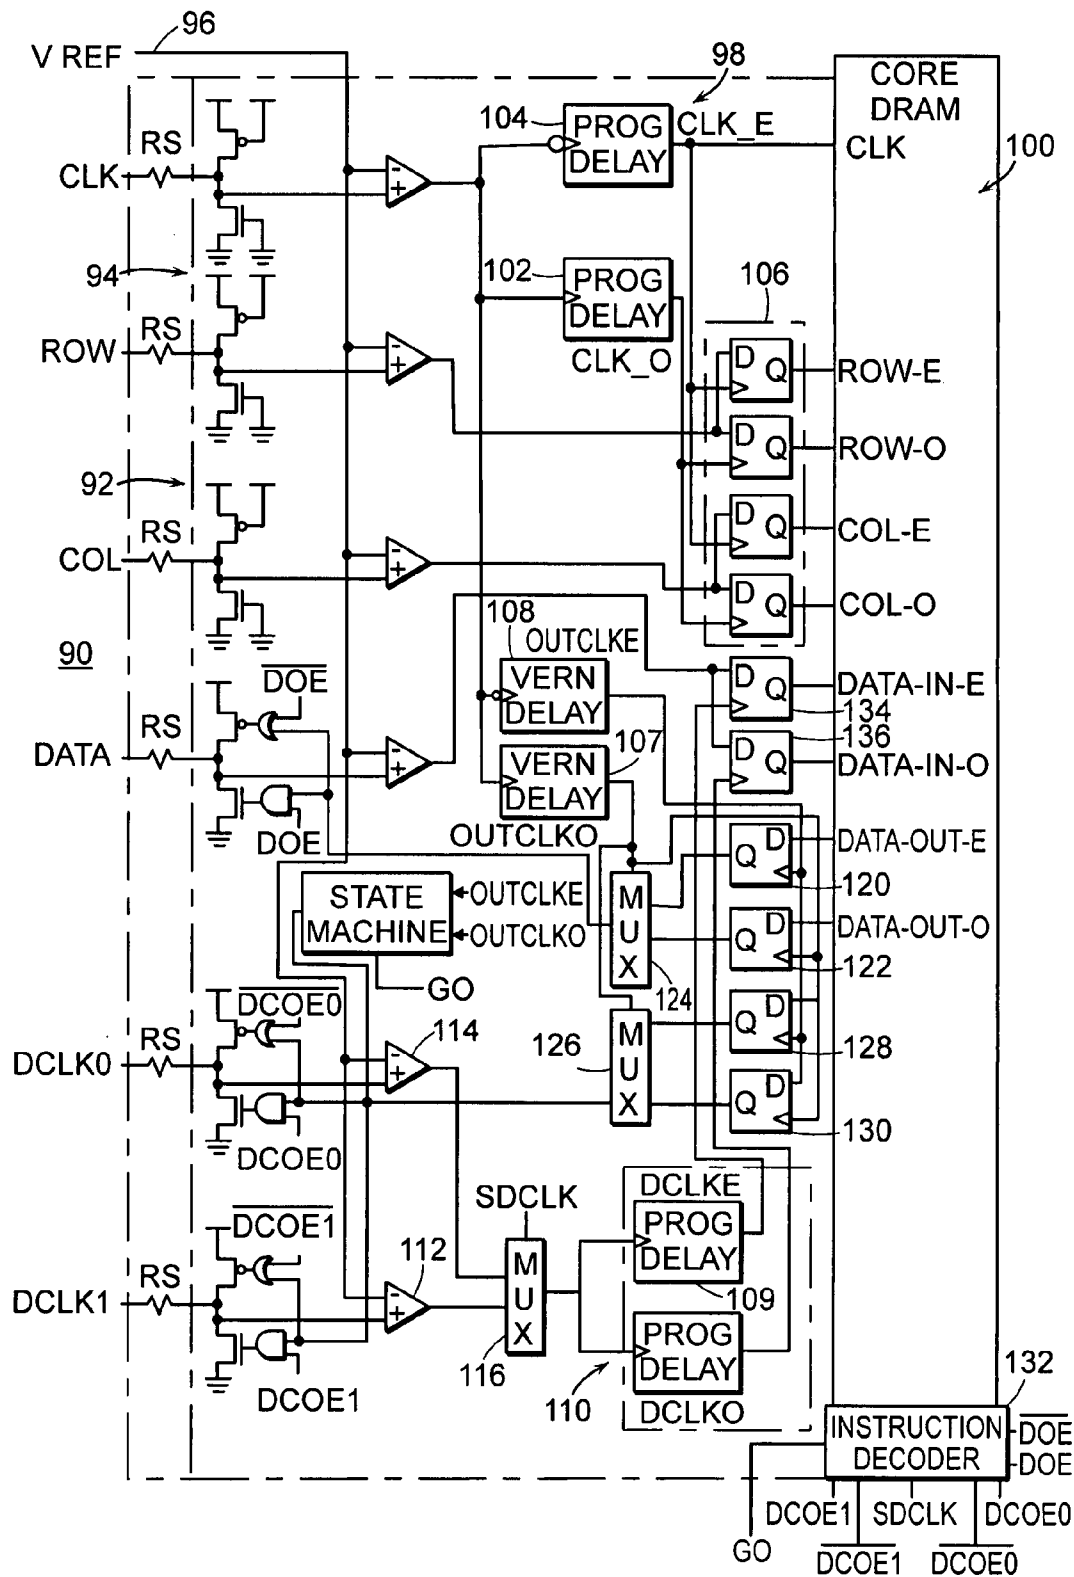 96
V REF
CORE
DRAM
98
104
PROG
DELAY
CLK_E
RS
CLK
-
+
CLK
100
94
102
PROG
DELAY
CLK_O
106
RS
ROW
-
+
D
Q
ROW-E
D
Q
ROW-O
92
RS
COL
-
+
D
Q
COL-E
D
Q
COL-O
90
108
OUTCLKE
VERN
DELAY
D
Q
DATA-IN-E
134
DOE
RS
DATA
-
+
107
VERN
DELAY
OUTCLKO
136
D
Q
DATA-IN-O
DOE
STATE
MACHINE
OUTCLKE
OUTCLKO
GO
MUX
124
Q
D
DATA-OUT-E
120
Q
D
DATA-OUT-O
122
DCOE0
RS
DCLK0
114
-
+
126
MUX
Q
D
128
Q
D
130
DCOE0
SDCLK
DCLKE
PROG
DELAY
109
DCOE1
RS
DCLK1
112
-
+
MUX
116
PROG
DELAY
DCLKO
110
DCOE1
132
INSTRUCTION
DECODER
DOE
DOE
DCOE1
SDCLK
DCOE0
GO
DCOE1
DCOE0